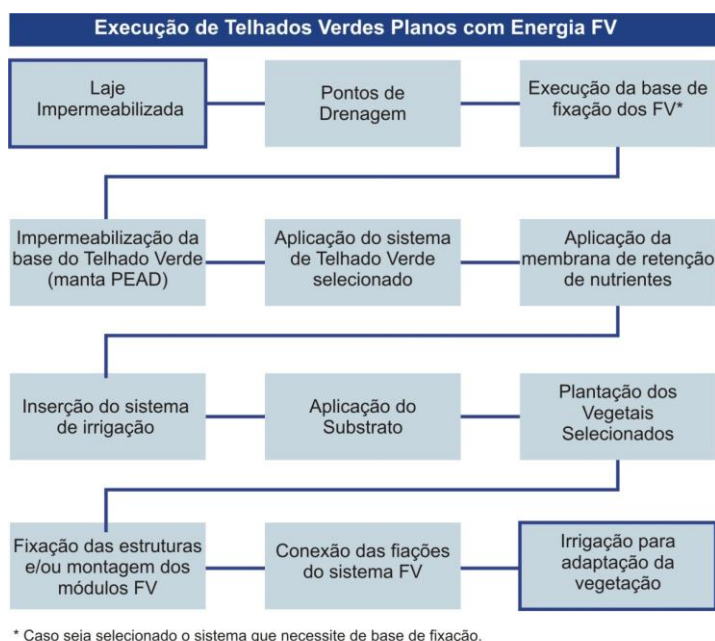 Execução de Telhados Verdes Planos com Energia FV
Laje
Impermeabilizada
Pontos de
Drenagem
Execução da base de
fixação dos FV*
Impermeabilização da
base do Telhado Verde
(manta PEAD)
Aplicação do sistema
de Telhado Verde
selecionado
Aplicação da
membrana de retenção
de nutrientes
Inserção do sistema
de irrigação
Aplicação do
Substrato
Plantação dos
Vegetais
Selecionados
Fixação das estruturas
e/ou montagem dos
módulos FV
Conexão das fiações
do sistema FV
Irrigação para
adaptação da
vegetação
* Caso seja selecionado o sistema que necessite de base de fixação.